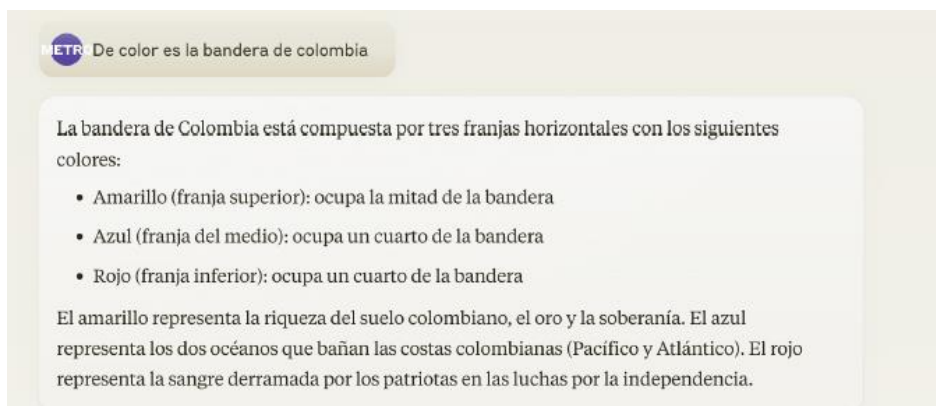 METR De color es la bandera de colombia
La bandera de Colombia está compuesta por tres franjas horizontales con los siguientes
colores:
• Amarillo (franja superior): ocupa la mitad de la bandera
• Azul (franja del medio): ocupa un cuarto de la bandera
• Rojo (franja inferior): ocupa un cuarto de la bandera
El amarillo representa la riqueza del suelo colombiano, el oro y la soberanía. El azul
representa los dos océanos que bañan las costas colombianas (Pacífico y Atlántico). El rojo
representa la sangre derramada por los patriotas en las luchas por la independencia.